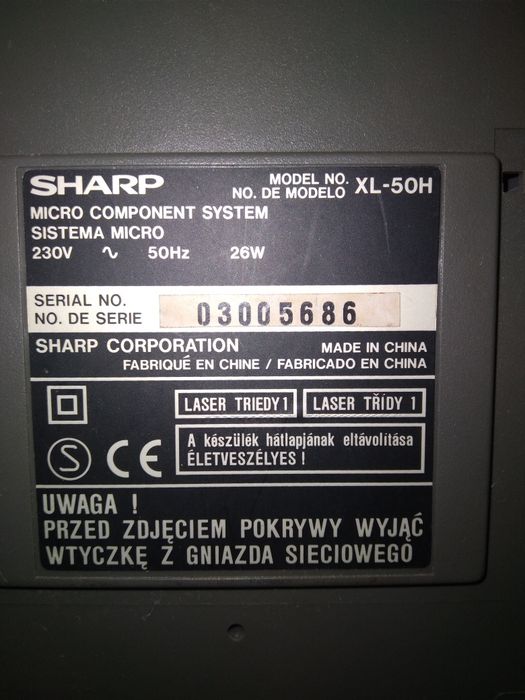 SHARP
MODEL NO.
NO. DE MODELO XL-50H
MICRO COMPONENT SYSTEM
SISTEMA MICRO
230V ∿ 50Hz 26W
SERIAL NO.
NO. DE SERIE 03005686
SHARP CORPORATION MADE IN CHINA
FABRIQUÉ EN CHINE / FABRICADO EN CHINA
LASER TRIEDY 1 LASER TŘÍDY 1
S CE
A készülék hátlapjának eltávolitása
ÉLETVESZÉLYES !
UWAGA !
PRZED ZDJĘCIEM POKRYWY WYJĄĆ
WTYCZKĘ Z GNIAZDA SIECIOWEGO